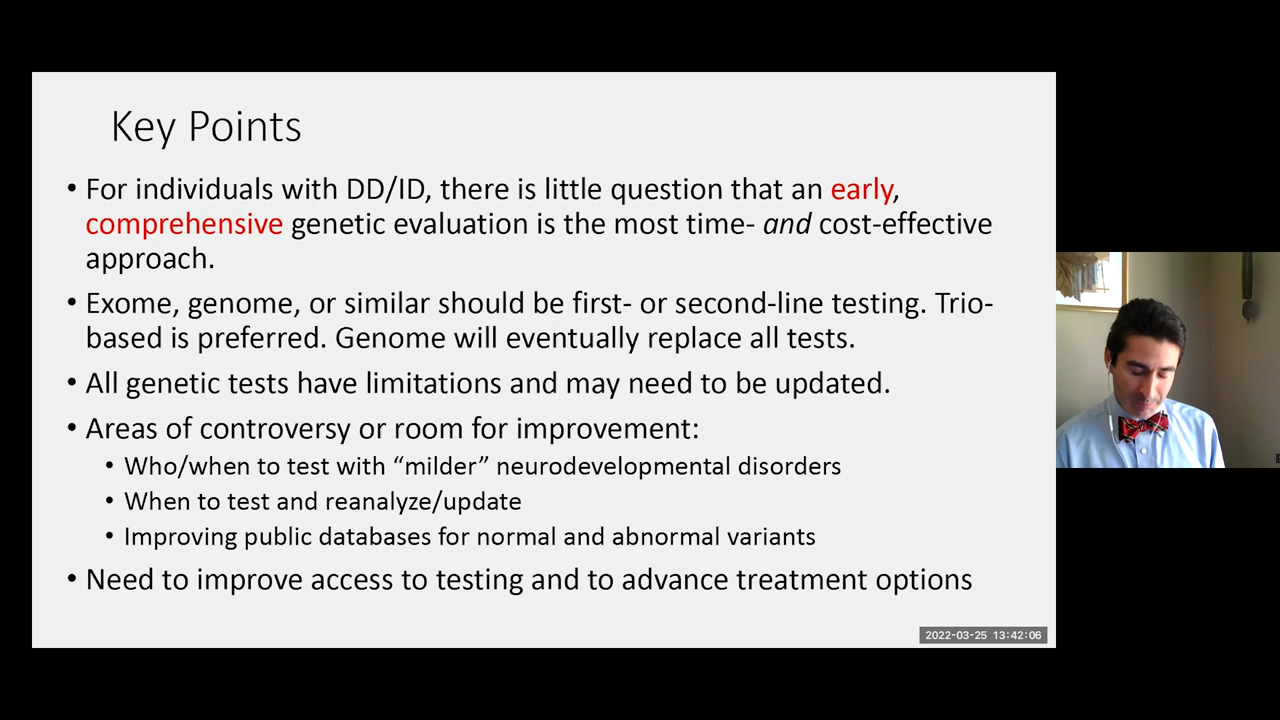 Key Points
• For individuals with DD/ID, there is little question that an early,
comprehensive genetic evaluation is the most time- and cost-effective
approach.
• Exome, genome, or similar should be first- or second-line testing. Trio-
based is preferred. Genome will eventually replace all tests.
• All genetic tests have limitations and may need to be updated.
• Areas of controversy or room for improvement:
• Who/when to test with “milder” neurodevelopmental disorders
• When to test and reanalyze/update
• Improving public databases for normal and abnormal variants
• Need to improve access to testing and to advance treatment options
2022-03-25 13:42:06